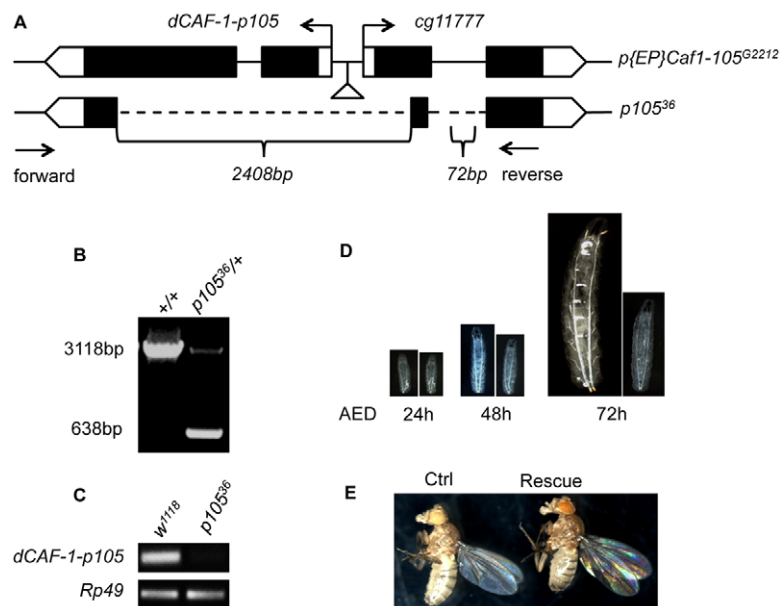 A
dCAF-1-p105 cg11777
p{EP}Caf1-105G2212
p10536
forward 2408bp 72bp reverse
B
+/+ p10536/+
3118bp
638bp
C
w1118 p10536
dCAF-1-p105
Rp49
D
AED 24h 48h 72h
E
Ctrl Rescue